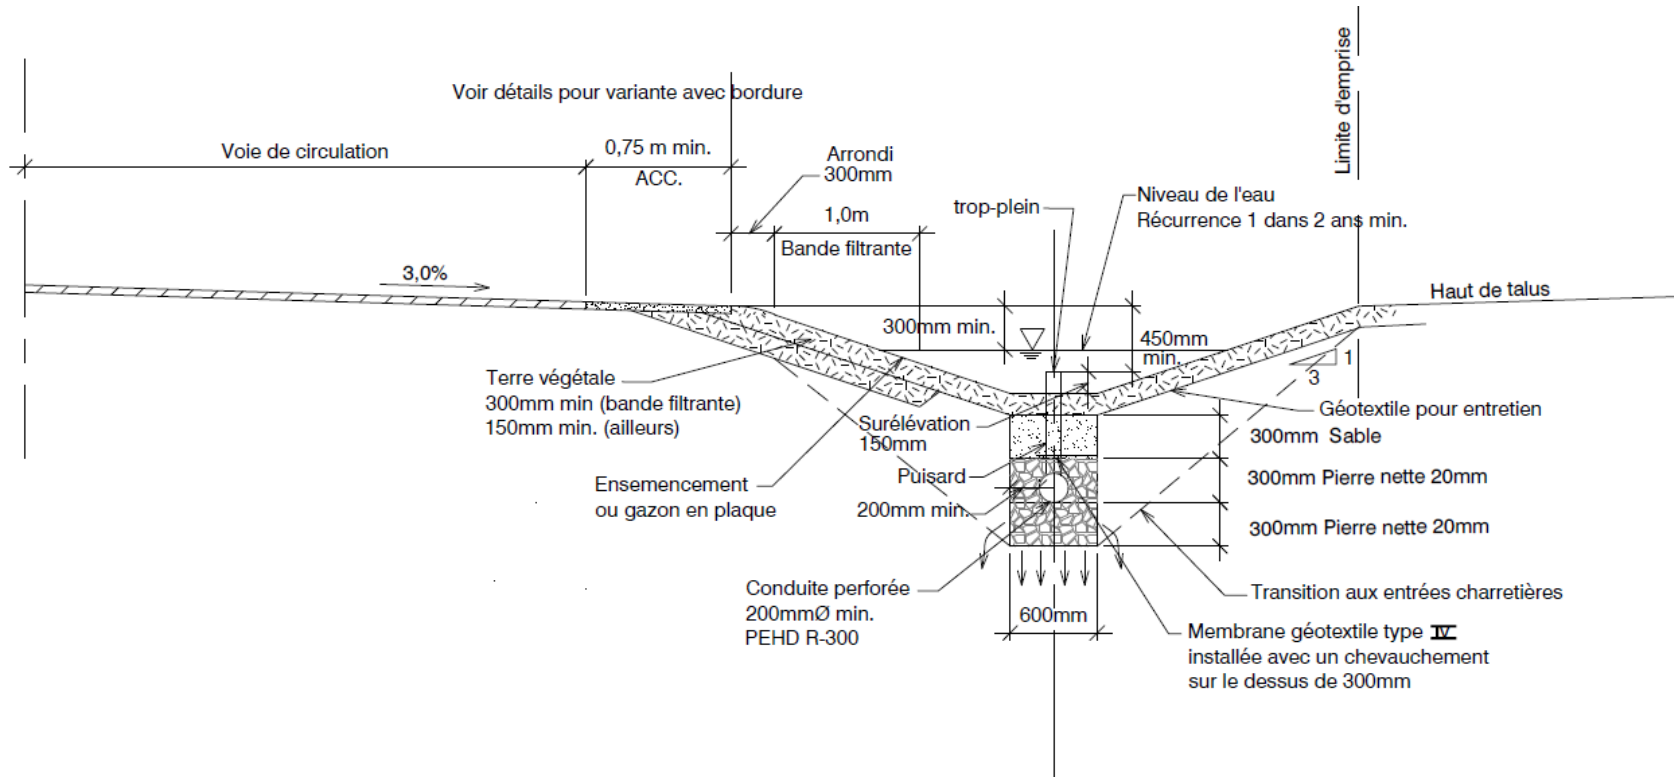 Voir détails pour variante avec bordure
Voie de circulation
0,75 m min.
ACC.
Arrondi
300mm
1,0m
Bande filtrante
trop-plein
Niveau de l'eau
Récurrence 1 dans 2 ans min.
Limite d'emprise
3,0%
Haut de talus
300mm min.
450mm
min.
1
3
Terre végétale
300mm min (bande filtrante)
150mm min. (ailleurs)
Surélévation
150mm
Géotextile pour entretien
300mm Sable
Ensemencement
ou gazon en plaque
Puisard
200mm min.
300mm Pierre nette 20mm
300mm Pierre nette 20mm
Conduite perforée
200mmØ min.
PEHD R-300
600mm
Transition aux entrées charretières
Membrane géotextile type IV
installée avec un chevauchement
sur le dessus de 300mm